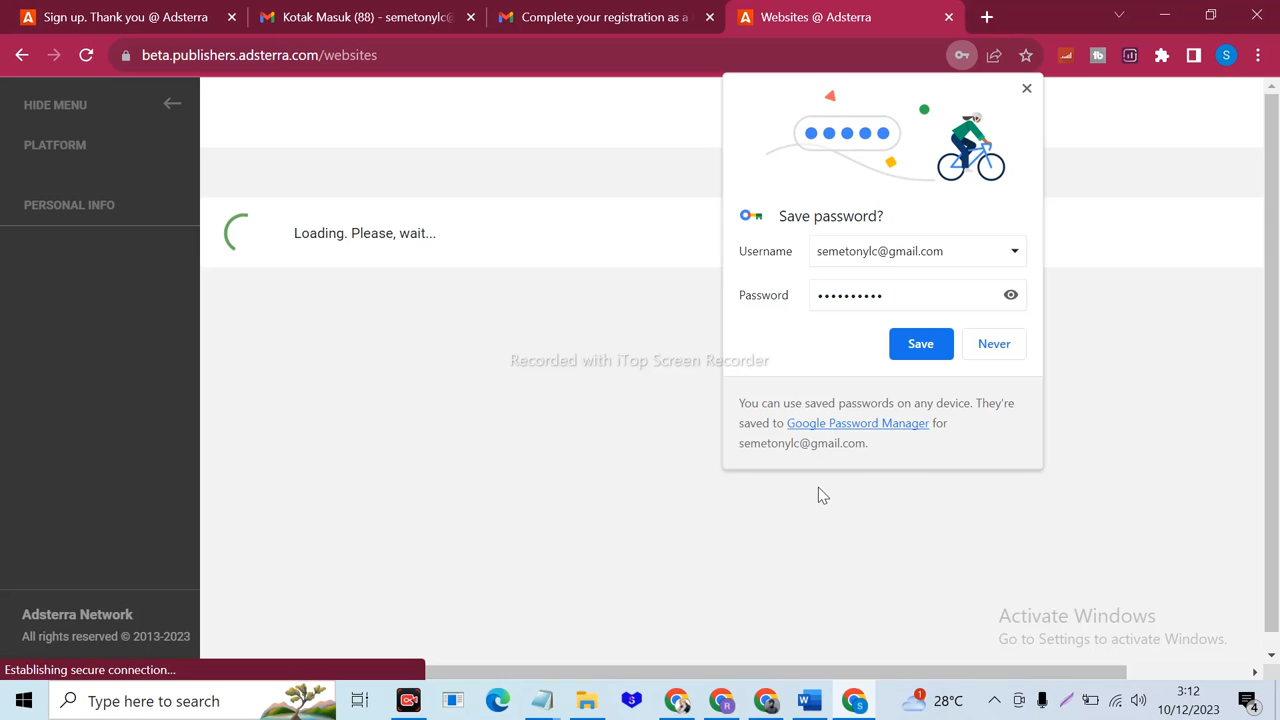 Sign up. Thank you @ Adsterra
Kotak Masuk (88) - semetonylc@
Complete your registration as a
Websites @ Adsterra
beta.publishers.adsterra.com/websites
S
HIDE MENU
PLATFORM
PERSONAL INFO
Loading. Please, wait...
Save password?
Username
semetonylc@gmail.com
Password
Save
Never
You can use saved passwords on any device. They're
saved to Google Password Manager for
semetonylc@gmail.com.
Recorded with iTop Screen Recorder
Activate Windows
Go to Settings to activate Windows.
Adsterra Network
All rights reserved © 2013-2023
Establishing secure connection...
Type here to search
28°C
3:12
10/12/2023